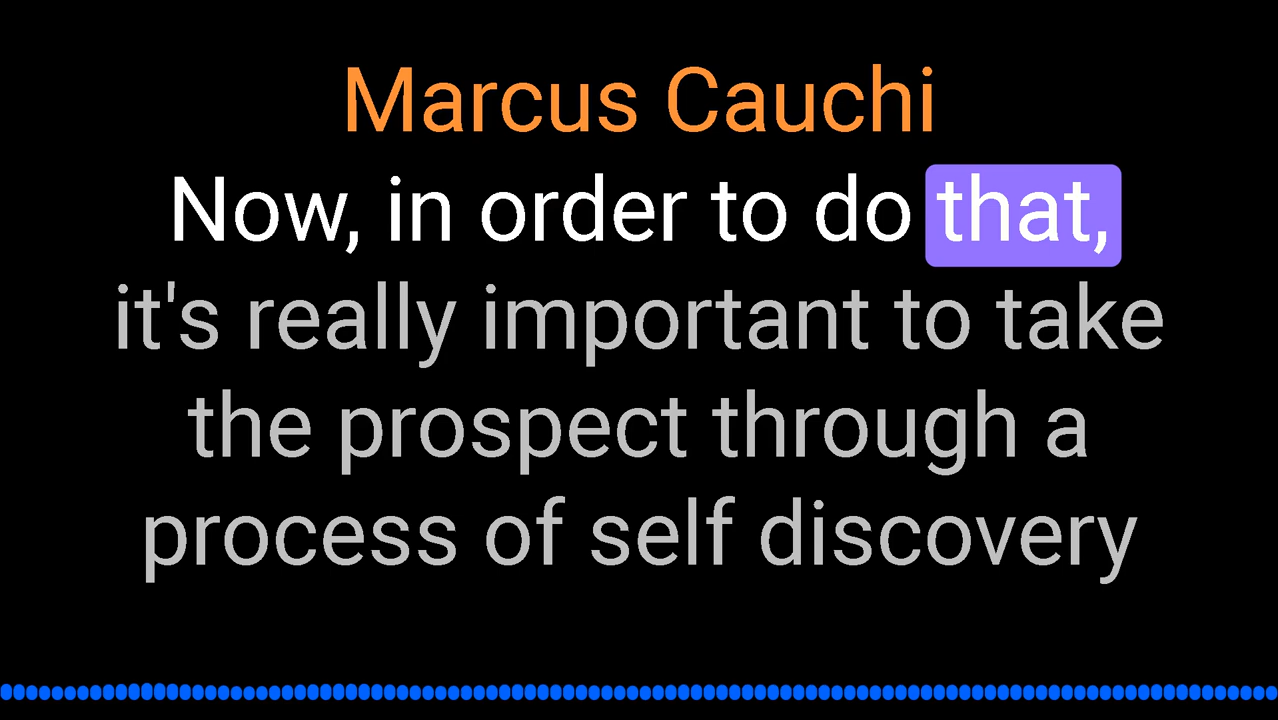 Marcus Cauchi
Now, in order to do that,
it's really important to take
the prospect through a
process of self discovery